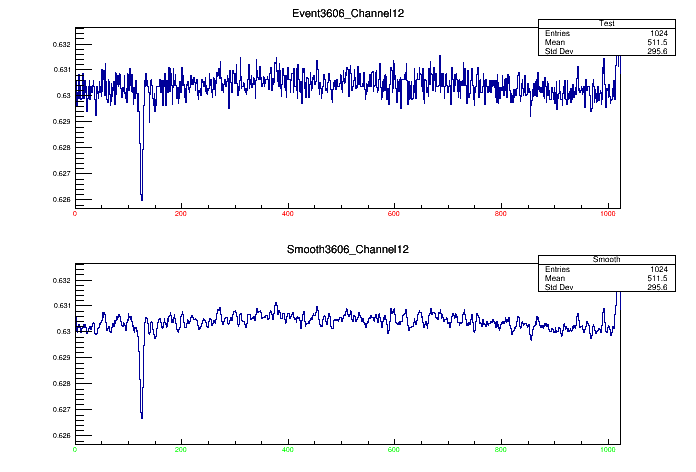 Event3606_Channel12
Test
Entries 1024
Mean 511.5
Std Dev 295.6
0.632
0.631
0.63
0.629
0.628
0.627
0.626
0 200 400 600 800 1000
Smooth3606_Channel12
Smooth
Entries 1024
Mean 511.5
Std Dev 295.6
0.632
0.631
0.63
0.629
0.628
0.627
0.626
0 200 400 600 800 1000